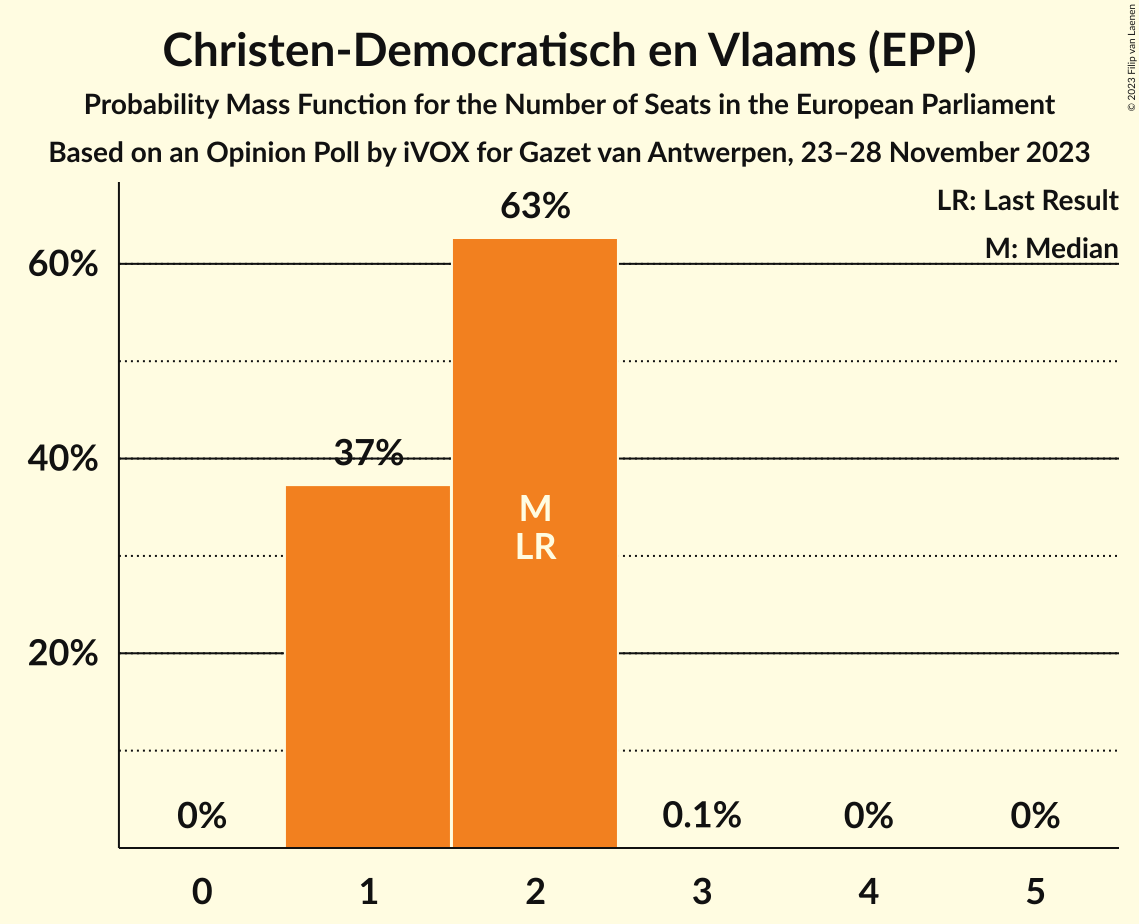 Christen-Democratisch en Vlaams (EPP)
Probability Mass Function for the Number of Seats in the European Parliament
Based on an Opinion Poll by iVOX for Gazet van Antwerpen, 23–28 November 2023
© 2023 Filip van Laenen
LR: Last Result
M: Median
63%
60%
37%
40%
M
LR
20%
0%
0.1%
0%
0%
0
1
2
3
4
5